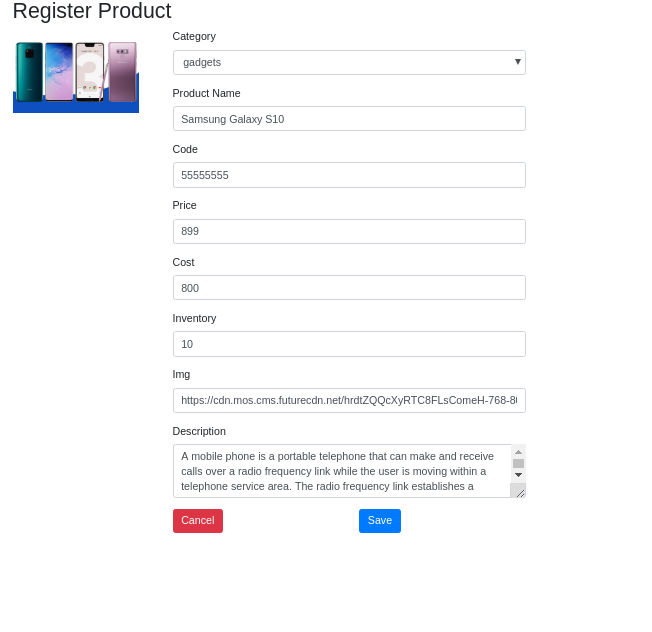 Register Product
Category
gadgets
Product Name
Samsung Galaxy S10
Code
55555555
Price
899
Cost
800
Inventory
10
Img
https://cdn.mos.cms.futurecdn.net/hrdtZQQcXyRTC8FLsComeH-768-80
Description
A mobile phone is a portable telephone that can make and receive
calls over a radio frequency link while the user is moving within a
telephone service area. The radio frequency link establishes a
Cancel
Save